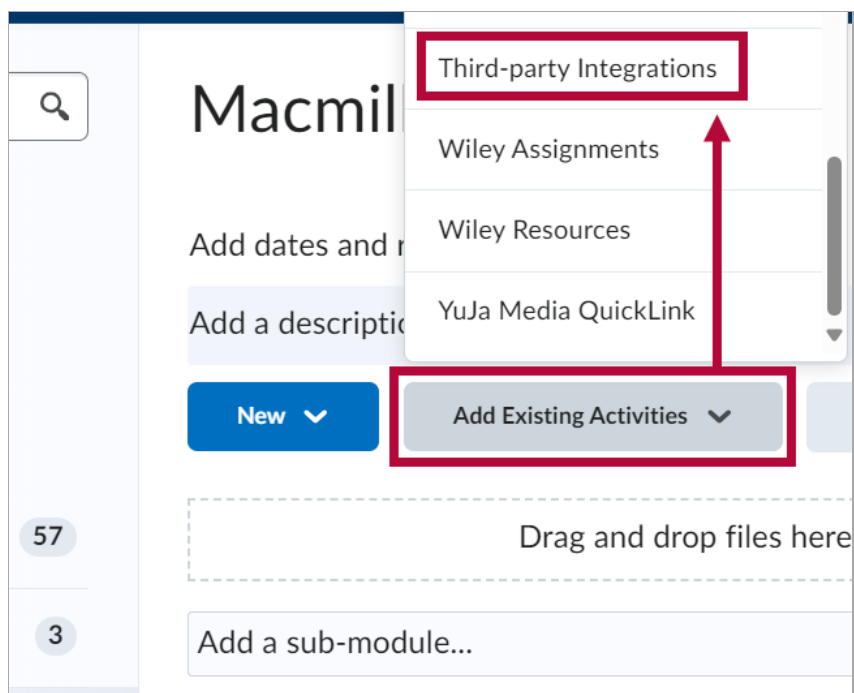 Third-party Integrations
Macmil
Wiley Assignments
Wiley Resources
Add dates and
Add a descriptio
YuJa Media QuickLink
New
Add Existing Activities
57
Drag and drop files here
3
Add a sub-module...